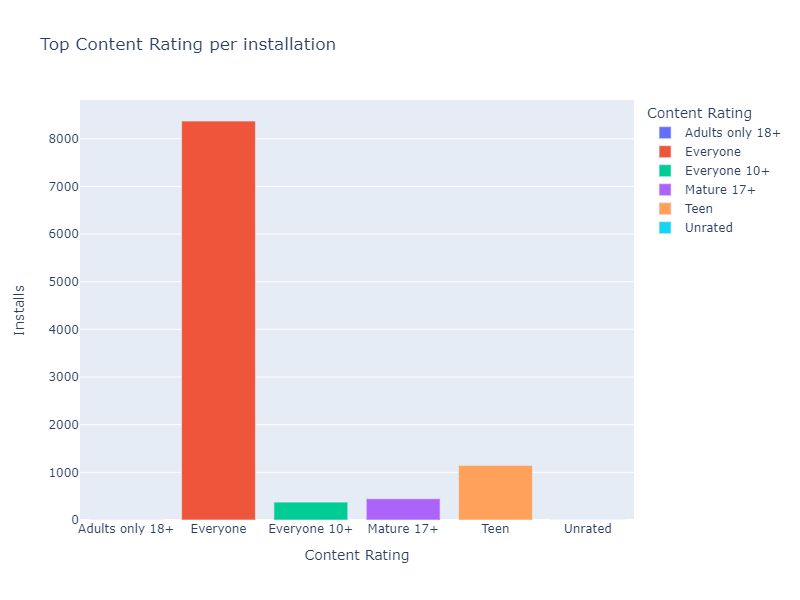 Top Content Rating per installation
Content Rating
Adults only 18+
Everyone
Everyone 10+
Mature 17+
Teen
Unrated
Installs
8000
7000
6000
5000
4000
3000
2000
1000
0
Adults only 18+ Everyone Everyone 10+ Mature 17+ Teen Unrated
Content Rating